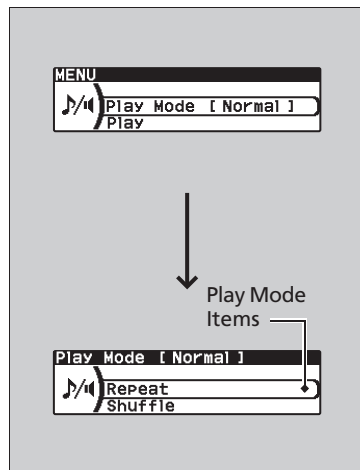 MENU
Play Mode [Normal]
Play
Play Mode
Items
Play Mode [Normal]
Repeat
Shuffle